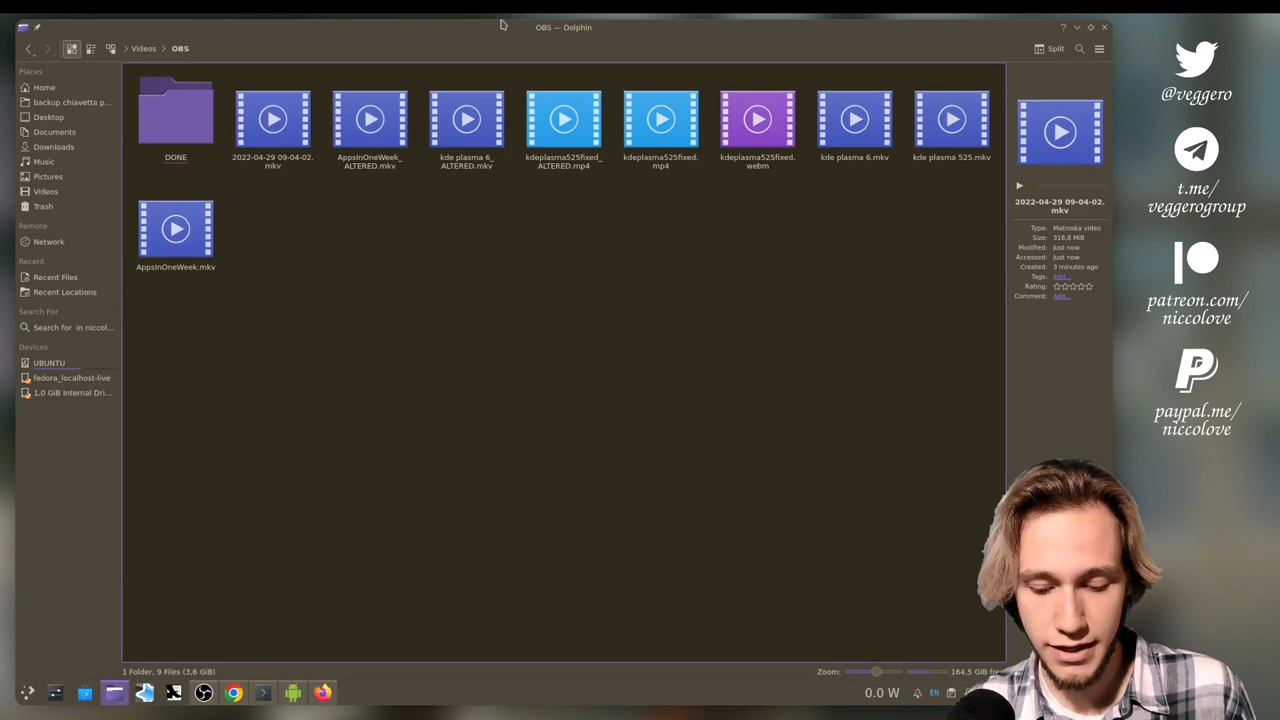 OBS — Dolphin
Videos
OBS
Split
Places
Home
backup chiavetta p...
Desktop
Documents
Downloads
Music
Pictures
Videos
Trash
Remote
Network
Recent
Recent Files
Recent Locations
Search For
Search for in niccol...
Devices
UBUNTU
fedora_localhost-live
1,0 GiB Internal Dri...
DONE
2022-04-29 09-04-02.
mkv
AppsInOneWeek_
ALTERED.mkv
kde plasma 6_
ALTERED.mkv
kdeplasma525fixed_
ALTERED.mp4
kdeplasma525fixed.
mp4
kdeplasma525fixed.
webm
kde plasma 6.mkv
kde plasma 525.mkv
AppsInOneWeek.mkv
2022-04-29 09-04-02.
mkv
Type: Matroska video
Size: 318,8 MiB
Modified: Just now
Accessed: Just now
Created: 3 minutes ago
Tags: Add...
Rating:
Comment: Add...
1 Folder, 9 Files (3,6 GiB)
Zoom:
164,5 GiB fre
0.0 W
EN
@veggero
t.me/
veggerogroup
patreon.com/
niccolove
paypal.me/
niccolove